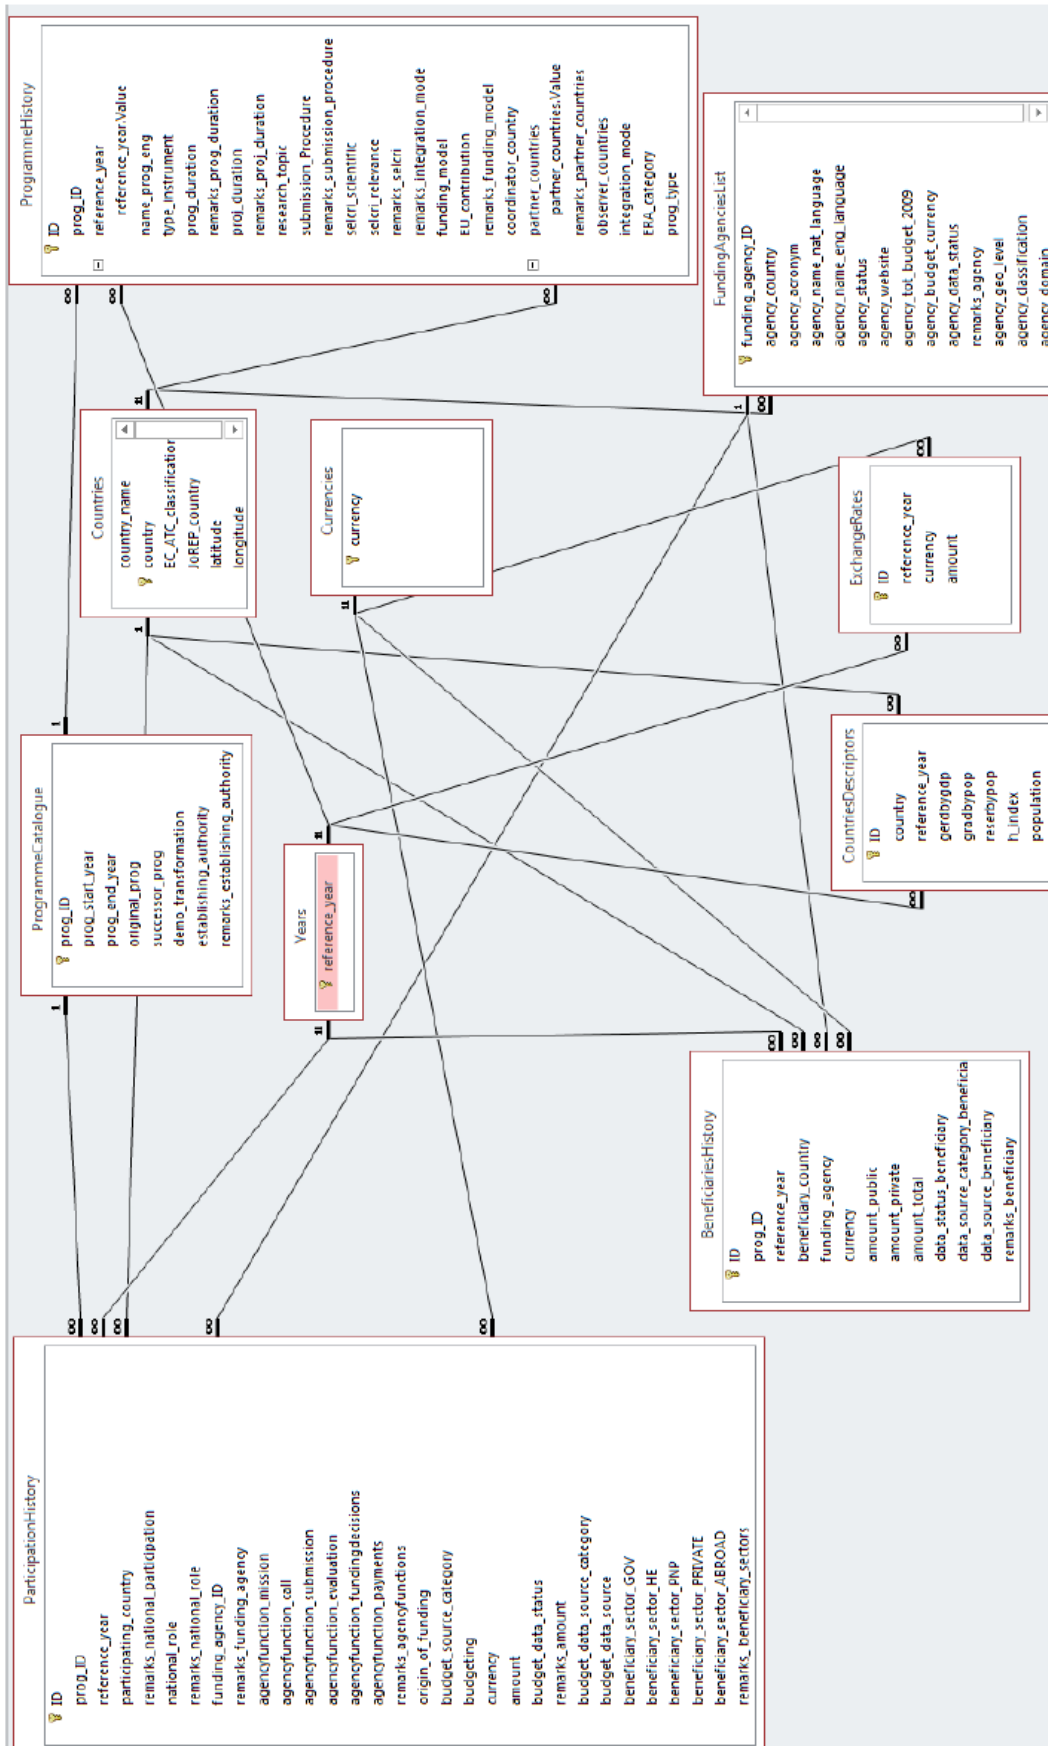 ParticipationHistory
ID
prog_ID
reference_year
participating_country
remarks_national_participation
national_role
remarks_national_role
funding_agency_ID
remarks_funding_agency
agencyfunction_mission
agencyfunction_call
agencyfunction_submission
agencyfunction_evaluation
agencyfunction_fundingdecisions
agencyfunction_payments
remarks_agencyfunctions
origin_of_funding
budget_source_category
budgeting
currency
amount
budget_data_status
remarks_amount
budget_data_source_category
budget_data_source
beneficiary_sector_GOV
beneficiary_sector_HE
beneficiary_sector_PNP
beneficiary_sector_PRIVATE
beneficiary_sector_ABROAD
remarks_beneficiary_sectors
ProgrammeCatalogue
prog_ID
prog_start_year
prog_end_year
original_prog
successor_prog
demo_transformation
establishing_authority
remarks_establishing_authority
Years
reference_year
BeneficiariesHistory
ID
prog_ID
reference_year
beneficiary_country
funding_agency
currency
amount_public
amount_private
amount_total
data_status_beneficiary
data_source_category_beneficia
data_source_beneficiary
remarks_beneficiary
Countries
country_name
country
EC_ATC_classification
JOREP_country
latitude
longitude
Currencies
currency
CountriesDescriptors
ID
country
reference_year
gerdbygdp
gradbypop
reserbypop
h_index
population
ExchangeRates
ID
reference_year
currency
amount
ProgrammeHistory
ID
prog_ID
reference_year
reference_year.Value
name_prog_eng
type_instrument
prog_duration
remarks_prog_duration
proj_duration
remarks_proj_duration
research_topic
submission_Procedure
remarks_submission_procedure
selcri_scientific
selcri_relevance
remarks_selcri
remarks_integration_mode
funding_model
EU_contribution
remarks_funding_model
coordinator_country
partner_countries
partner_countries.Value
remarks_partner_countries
observer_countries
integration_mode
ERA_category
prog_type
FundingAgenciesList
funding_agency_ID
agency_country
agency_acronym
agency_name_nat_language
agency_name_eng_language
agency_status
agency_website
agency_tot_budget_2009
agency_budget_currency
agency_data_status
remarks_agency
agency_geo_level
agency_classification
agency_domain